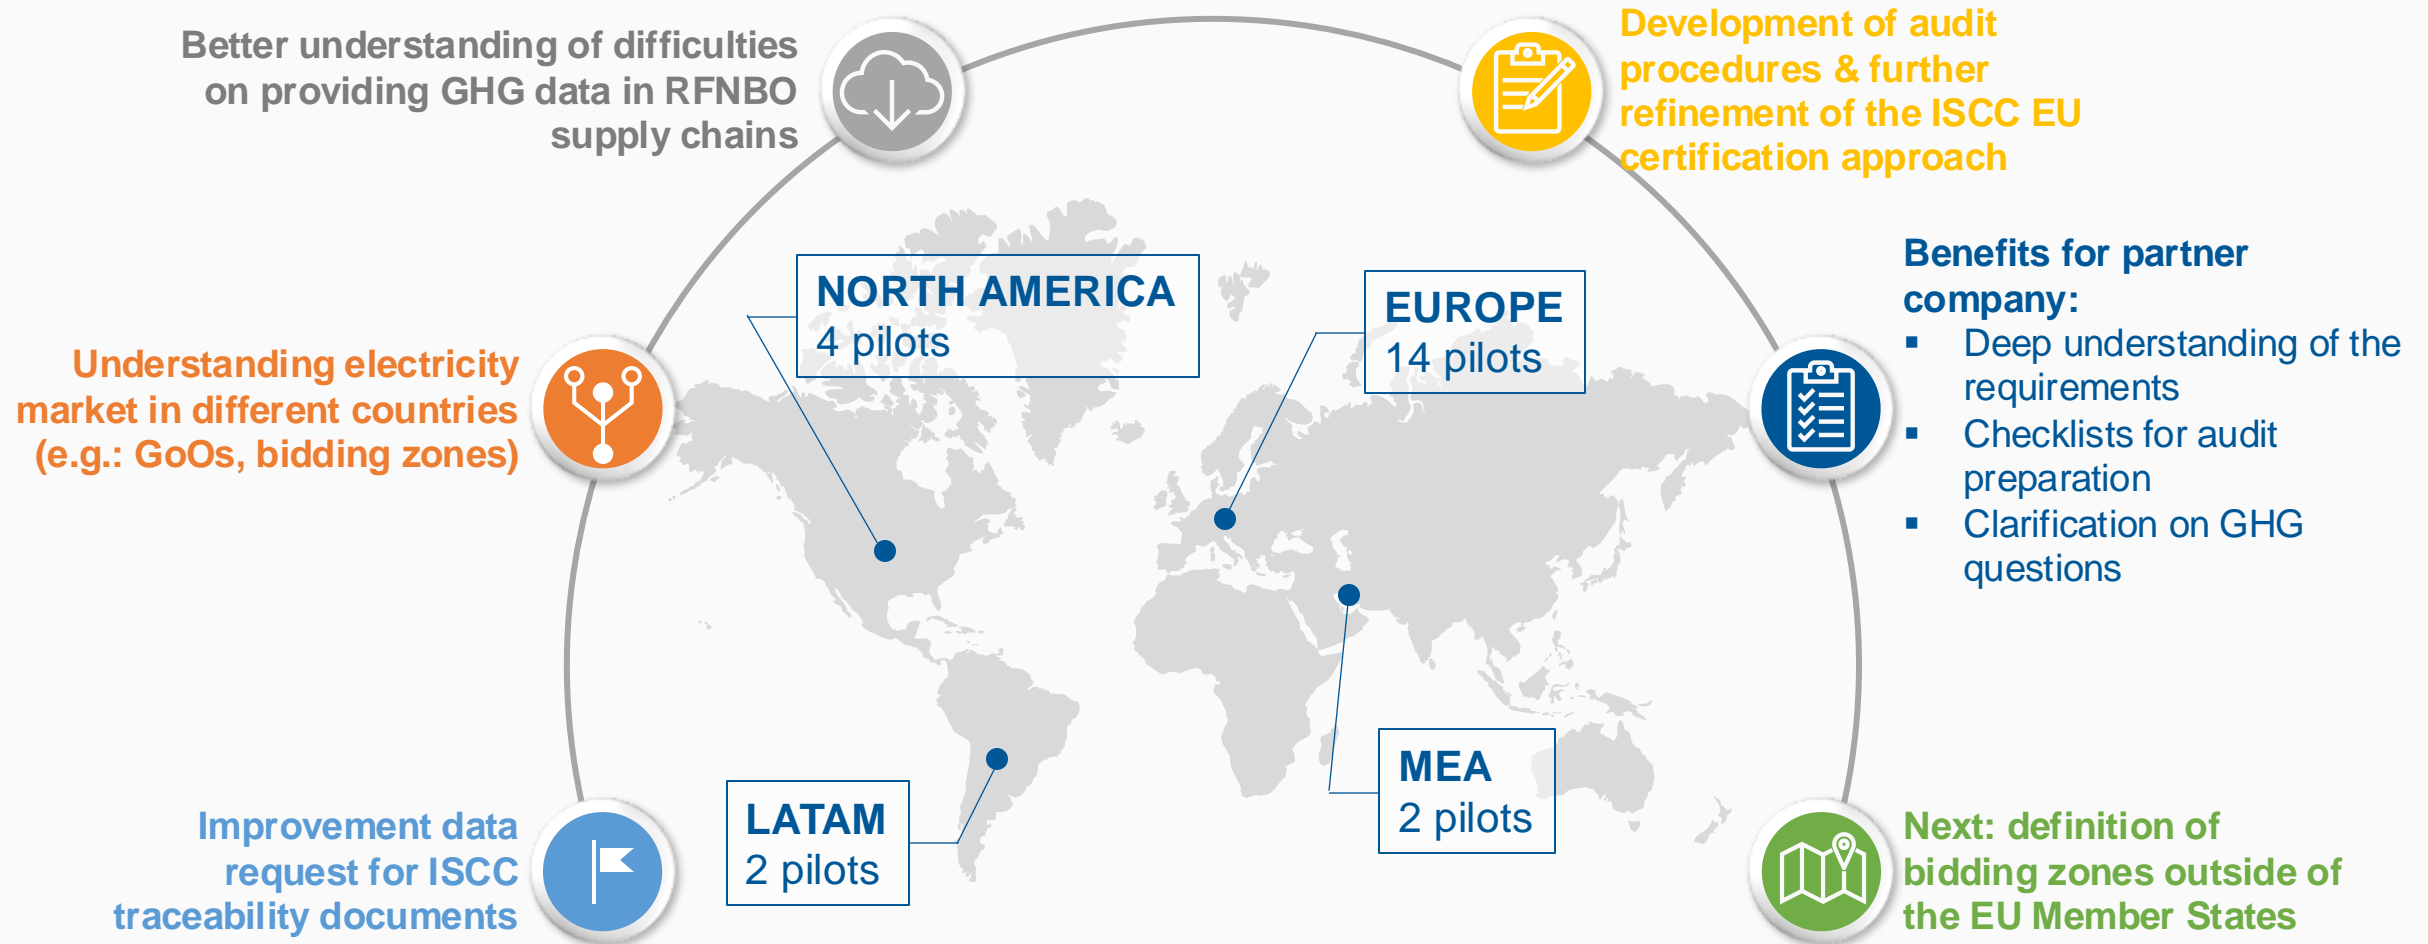 Better understanding of difficulties
on providing GHG data in RFNBO
supply chains
Development of audit
procedures & further
refinement of the ISCC EU
certification approach
Understanding electricity
market in different countries
(e.g.: GoOs, bidding zones)
NORTH AMERICA
4 pilots
EUROPE
14 pilots
Benefits for partner
company:
▪ Deep understanding of the
requirements
▪ Checklists for audit
preparation
▪ Clarification on GHG
questions
Improvement data
request for ISCC
traceability documents
LATAM
2 pilots
MEA
2 pilots
Next: definition of
bidding zones outside of
the EU Member States